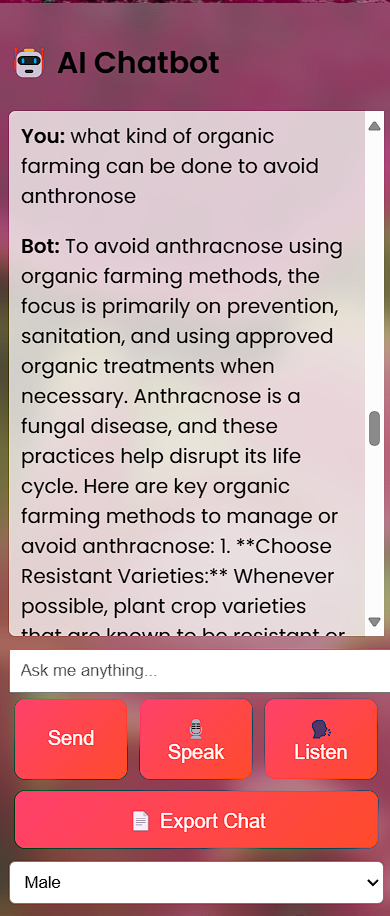 AI Chatbot
You: what kind of organic
farming can be done to avoid
anthronose
Bot: To avoid anthracnose using
organic farming methods, the
focus is primarily on prevention,
sanitation, and using approved
organic treatments when
necessary. Anthracnose is a
fungal disease, and these
practices help disrupt its life
cycle. Here are key organic
farming methods to manage or
avoid anthracnose: 1. **Choose
Resistant Varieties:** Whenever
possible, plant crop varieties
that are known to be resistant or
Ask me anything...
Send
Speak
Listen
Export Chat
Male